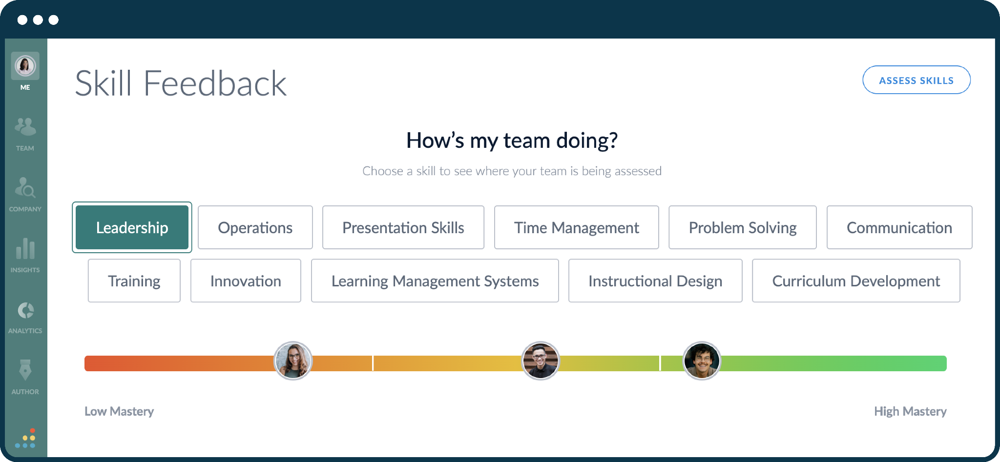 Skill Feedback
ASSESS SKILLS
ME
TEAM
COMPANY
INSIGHTS
ANALYTICS
AUTHOR
How's my team doing?
Choose a skill to see where your team is being assessed
Leadership Operations Presentation Skills Time Management Problem Solving Communication
Training Innovation Learning Management Systems Instructional Design Curriculum Development
Low Mastery High Mastery